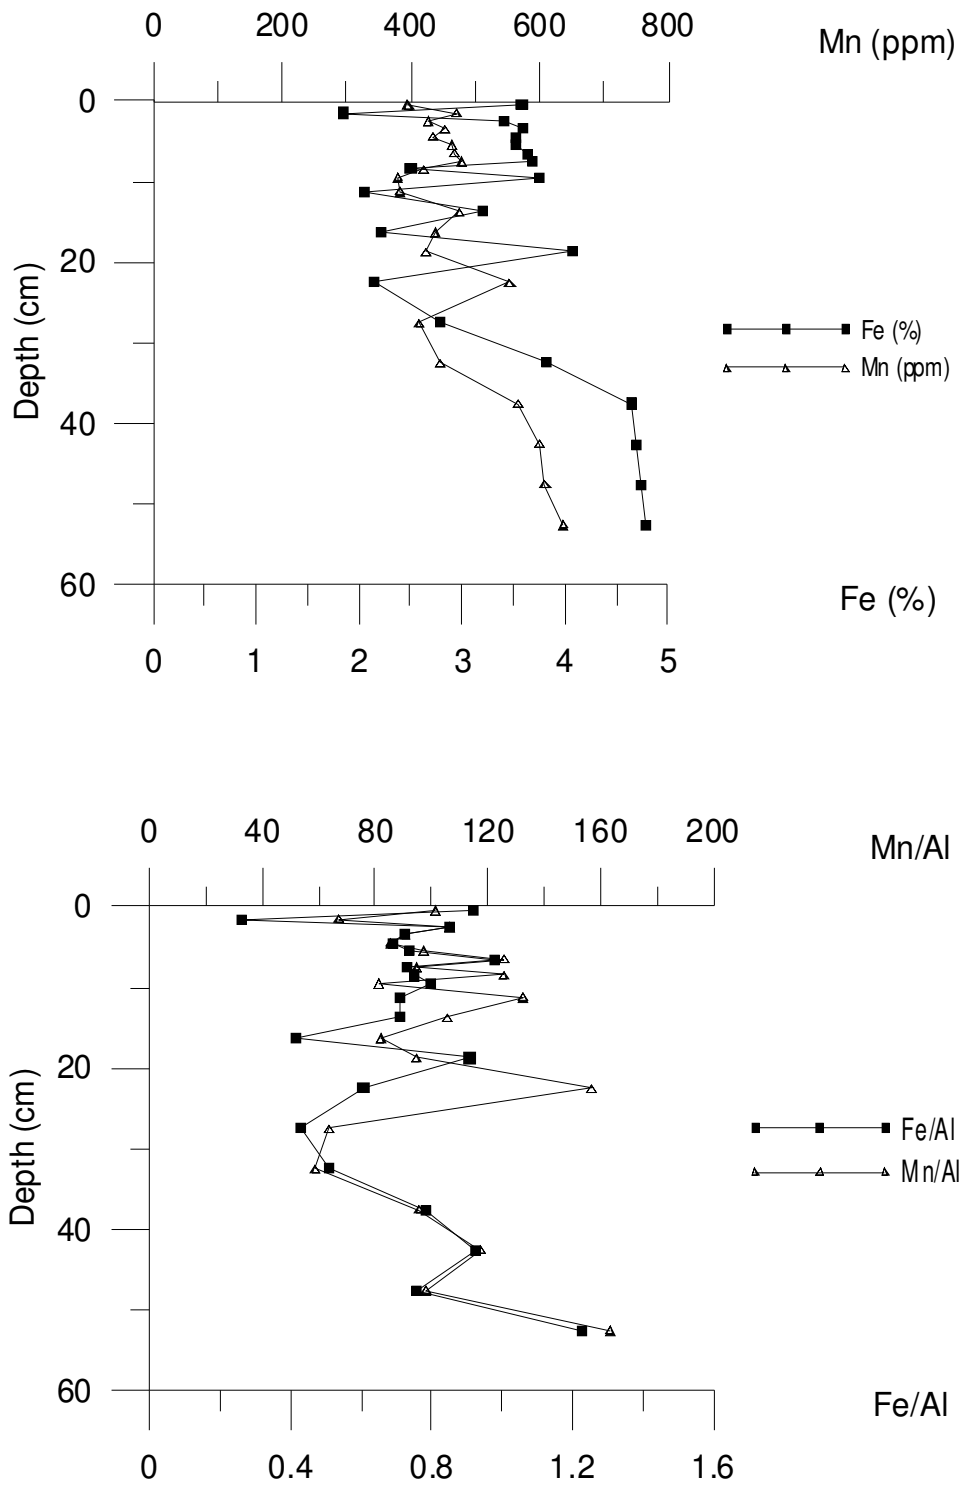 0 200 400 600 800
Mn (ppm)
0
20
40
60
Depth (cm)
Fe (%)
Mn (ppm)
Fe (%)
0 1 2 3 4 5
0 40 80 120 160 200
Mn/Al
0
20
40
60
Depth (cm)
Fe/Al
Mn/Al
Fe/Al
0 0.4 0.8 1.2 1.6